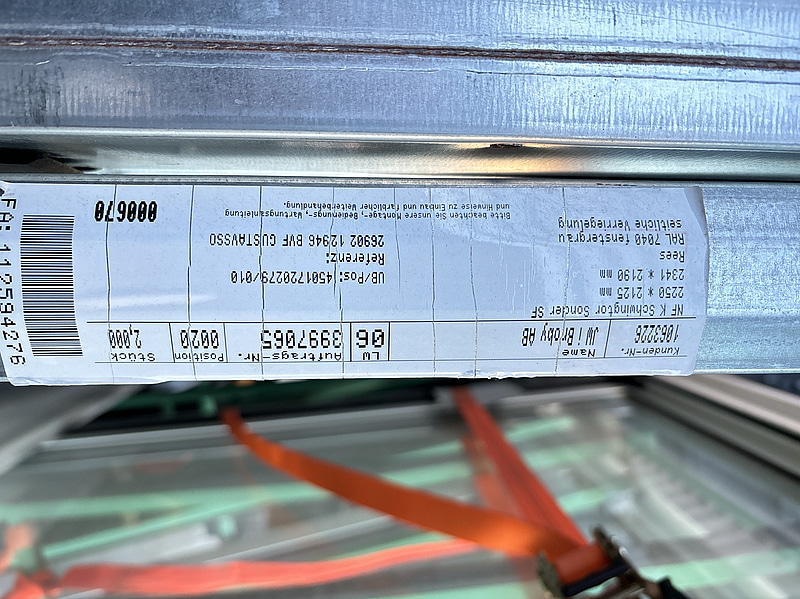 Kunden-Nr. Name LW Auftrags-Nr. Position Stück
1063226 JW i Broby AB 06 3997065 0020 2,000
NF K Schwingtor Sonder SF
2250 * 2125 mm
2341 * 2190 mm
Rees
RAL 7040 fenstergrau
seitliche Verriegelung
UB/Pos: 4501720279/010
Referenz:
26902 12946 BVF GUSTAVSSO
Bitte beachten Sie unsere Montage-, Bedienungs-, Wartungsanleitung
und Hinweise zu Einbau und farblicher Weiterbehandlung.
000670
FA: 112594276